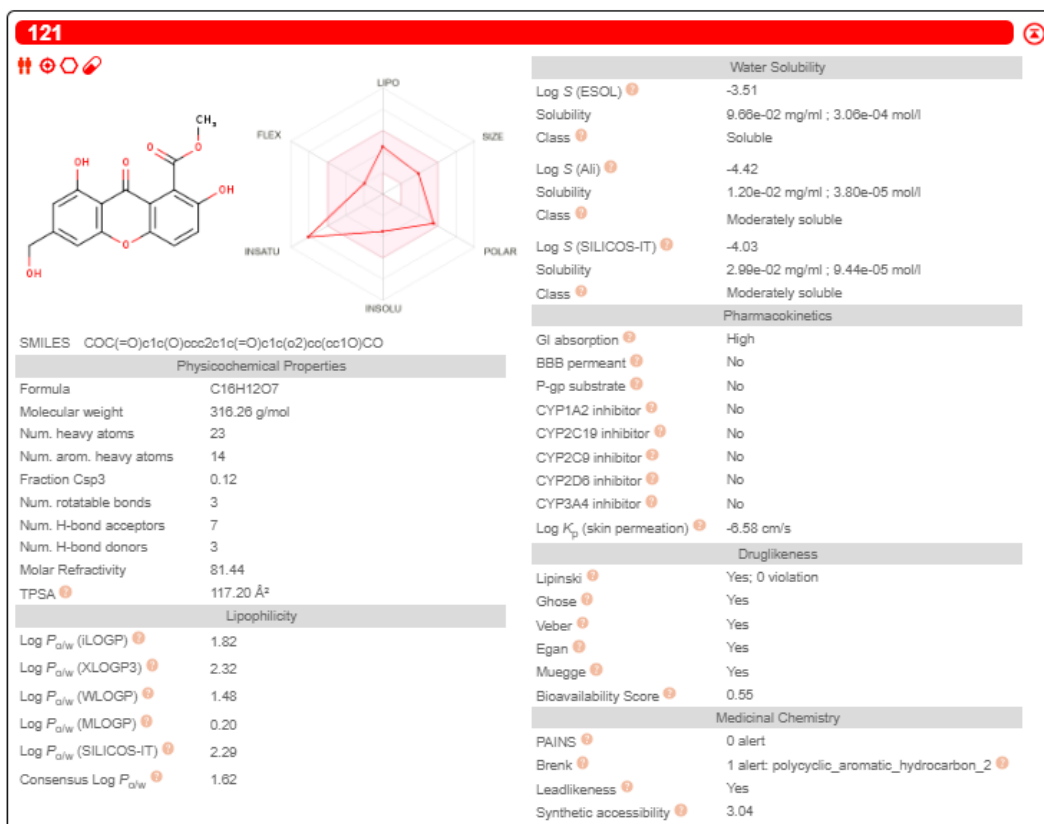 121
LIPO
FLEX
SIZE
INSATU
POLAR
INSOLU
CH₃
O
O
OH
O
OH
O
OH
SMILES COC(=O)c1c(O)ccc2c1c(=O)c1c(o2)cc(cc1O)CO
Physicochemical Properties
Formula C16H12O7
Molecular weight 316.26 g/mol
Num. heavy atoms 23
Num. arom. heavy atoms 14
Fraction Csp3 0.12
Num. rotatable bonds 3
Num. H-bond acceptors 7
Num. H-bond donors 3
Molar Refractivity 81.44
TPSA ? 117.20 Å²
Lipophilicity
Log Po/w (iLOGP) ? 1.82
Log Po/w (XLOGP3) ? 2.32
Log Po/w (WLOGP) ? 1.48
Log Po/w (MLOGP) ? 0.20
Log Po/w (SILICOS-IT) ? 2.29
Consensus Log Po/w ? 1.62
Water Solubility
Log S (ESOL) ? -3.51
Solubility 9.66e-02 mg/ml ; 3.06e-04 mol/l
Class ? Soluble
Log S (Ali) ? -4.42
Solubility 1.20e-02 mg/ml ; 3.80e-05 mol/l
Class ? Moderately soluble
Log S (SILICOS-IT) ? -4.03
Solubility 2.99e-02 mg/ml ; 9.44e-05 mol/l
Class ? Moderately soluble
Pharmacokinetics
GI absorption ? High
BBB permeant ? No
P-gp substrate ? No
CYP1A2 inhibitor ? No
CYP2C19 inhibitor ? No
CYP2C9 inhibitor ? No
CYP2D6 inhibitor ? No
CYP3A4 inhibitor ? No
Log Kp (skin permeation) ? -6.58 cm/s
Druglikeness
Lipinski ? Yes; 0 violation
Ghose ? Yes
Veber ? Yes
Egan ? Yes
Muegge ? Yes
Bioavailability Score ? 0.55
Medicinal Chemistry
PAINS ? 0 alert
Brenk ? 1 alert: polycyclic_aromatic_hydrocarbon_2 ?
Leadlikeness ? Yes
Synthetic accessibility ? 3.04